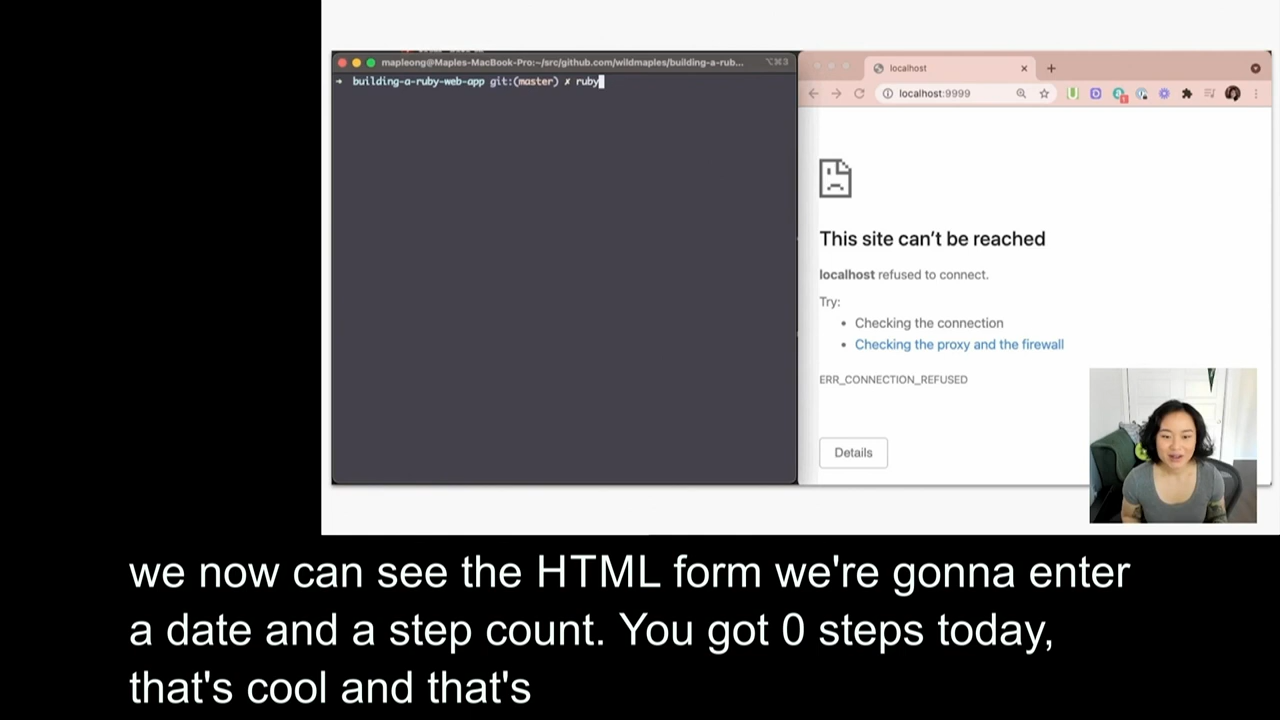 mapleong@Maples-MacBook-Pro:~/src/github.com/wildmaples/building-a-rub... ⌥⌘3
➜ building-a-ruby-web-app git:(master) ✗ ruby
localhost
localhost:9999
This site can't be reached
localhost refused to connect.
Try:
• Checking the connection
• Checking the proxy and the firewall
ERR_CONNECTION_REFUSED
Details
we now can see the HTML form we're gonna enter
a date and a step count. You got 0 steps today,
that's cool and that's